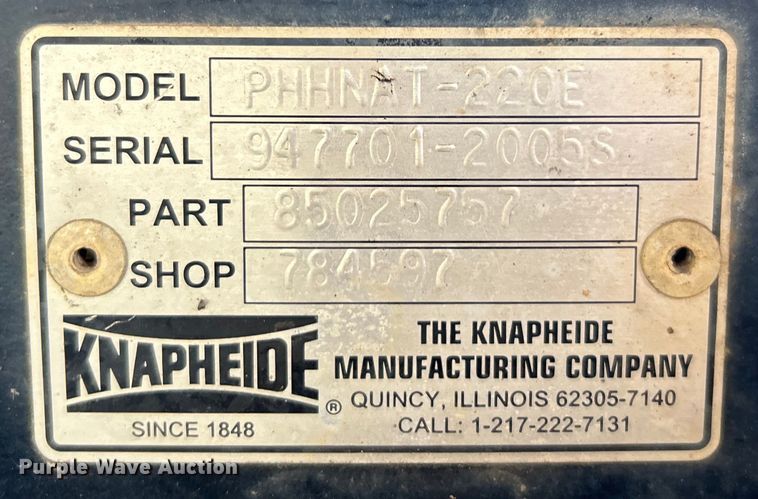 MODEL PHHNAT-220E
SERIAL 947701-2005S
PART 85025757
SHOP 784597
KNAPHEIDE ®
SINCE 1848
THE KNAPHEIDE
MANUFACTURING COMPANY
QUINCY, ILLINOIS 62305-7140
CALL: 1-217-222-7131
Purple Wave Auction